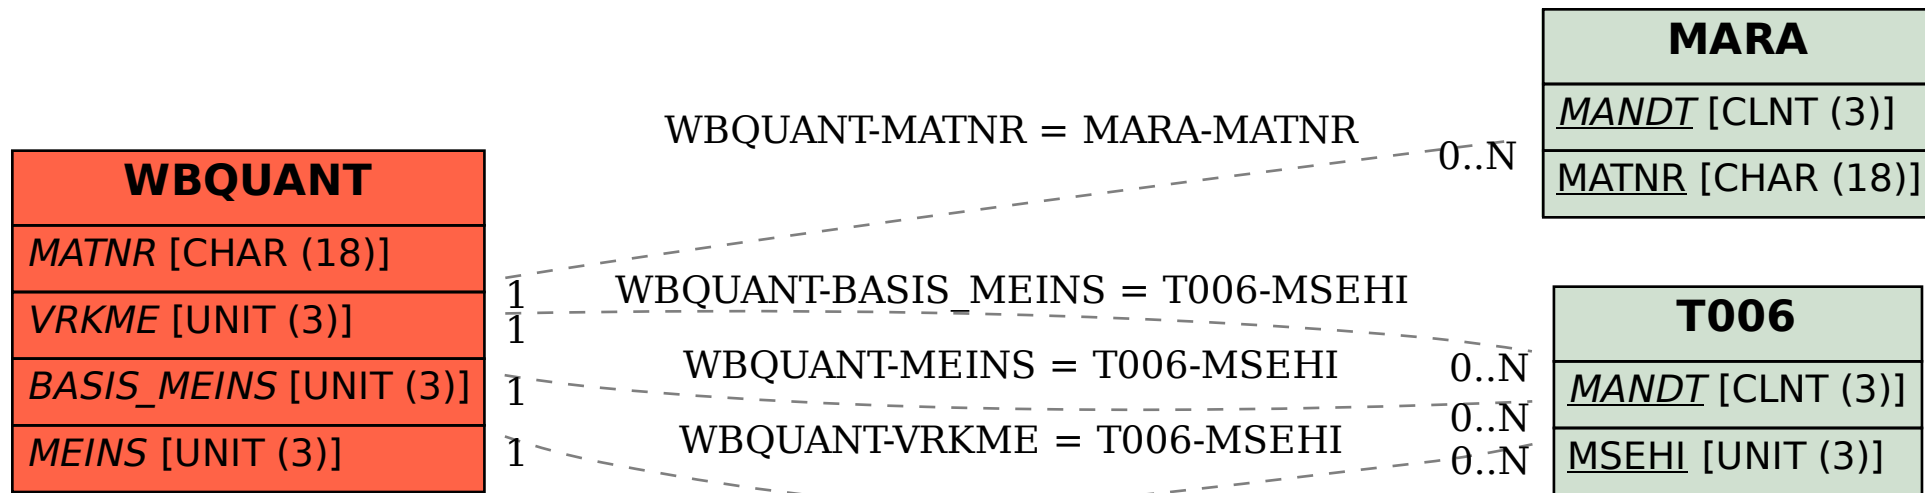 WBQUANT
MATNR [CHAR (18)]
VRKME [UNIT (3)]
BASIS_MEINS [UNIT (3)]
MEINS [UNIT (3)]
WBQUANT-MATNR = MARA-MATNR
0..N
1
WBQUANT-BASIS_MEINS = T006-MSEHI
1
0..N
WBQUANT-MEINS = T006-MSEHI
1
0..N
WBQUANT-VRKME = T006-MSEHI
1
0..N
MARA
MANDT [CLNT (3)]
MATNR [CHAR (18)]
T006
MANDT [CLNT (3)]
MSEHI [UNIT (3)]